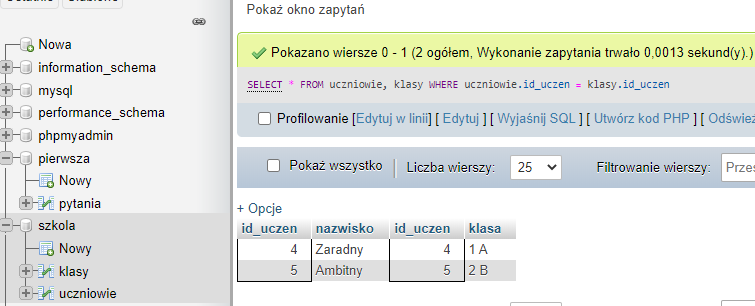 Pokaż okno zapytań
Nowa
information_schema
mysql
performance_schema
phpmyadmin
pierwsza
Nowy
pytania
szkola
Nowy
klasy
uczniowie
Pokazano wiersze 0 - 1 (2 ogółem, Wykonanie zapytania trwało 0,0013 sekund(y).)
SELECT * FROM uczniowie, klasy WHERE uczniowie.id_uczen = klasy.id_uczen
Profilowanie [Edytuj w linii] [ Edytuj ] [ Wyjaśnij SQL ] [ Utwórz kod PHP ] [ Odśwież
Pokaż wszystko Liczba wierszy: 25 Filtrowanie wierszy: Prze
+ Opcje
id_uczen nazwisko id_uczen klasa
4 Zaradny 4 1 A
5 Ambitny 5 2 B